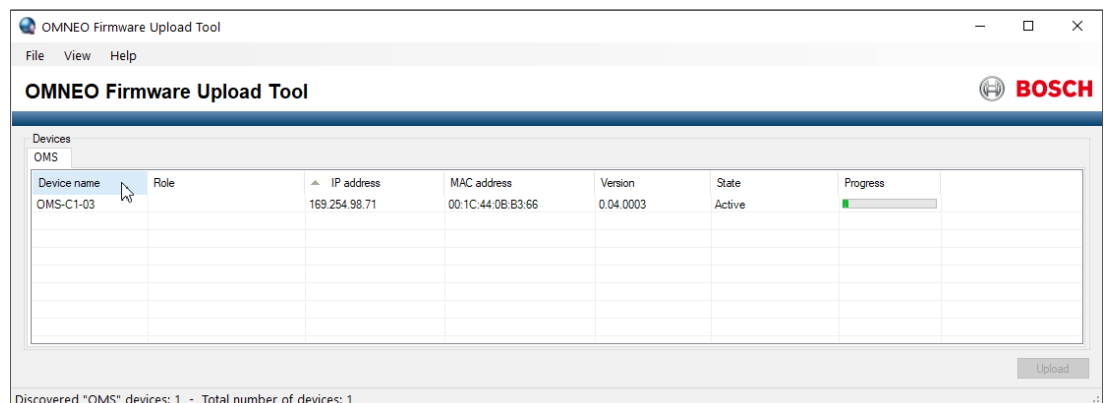 OMNEO Firmware Upload Tool
File View Help
OMNEO Firmware Upload Tool
BOSCH
Devices
OMS
Device name Role IP address MAC address Version State Progress
OMS-C1-03 169.254.98.71 00:1C:44:0B:B3:66 0.04.0003 Active
Upload
Discovered "OMS" devices: 1 - Total number of devices: 1